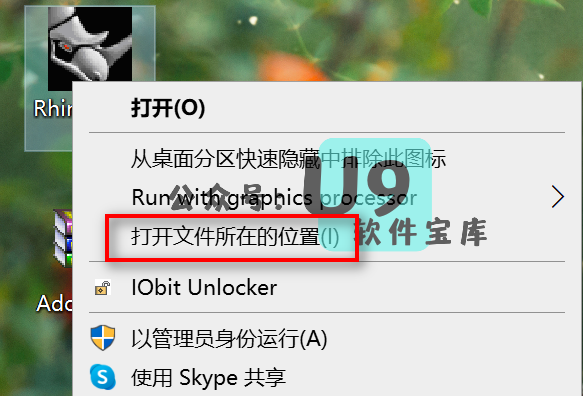 Rhin
打开(O)
从桌面分区快速隐藏中排除此图标
Run with graphics processor
公众号:U9
软件宝库
打开文件所在的位置(I)
Ado
IObit Unlocker
以管理员身份运行(A)
使用 Skype 共享